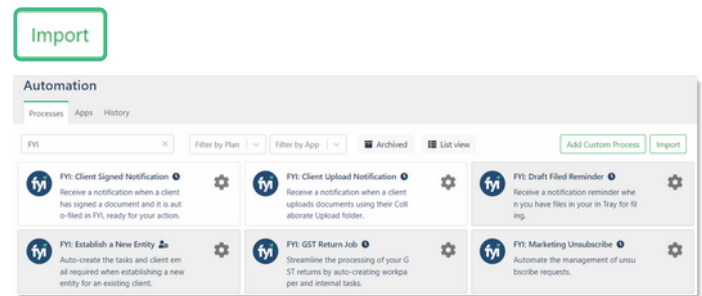 Import
Automation
Processes Apps History
FYI × Filter by Plan Filter by App Archived List view Add Custom Process Import
fyi FYI: Client Signed Notification
Receive a notification when a client
has signed a document and it is aut
o-filed in FYI, ready for your action.
fyi FYI: Client Upload Notification
Receive a notification when a client
uploads documents using their Coll
aborate Upload folder.
fyi FYI: Draft Filed Reminder
Receive a notification reminder whe
n you have files in your In Tray for fil
ing.
fyi FYI: Establish a New Entity
Auto-create the tasks and client em
ail required when establishing a new
entity for an existing client.
fyi FYI: GST Return Job
Streamline the processing of your G
ST returns by auto-creating workpa
per and internal tasks.
fyi FYI: Marketing Unsubscribe
Automate the management of unsu
bscribe requests.